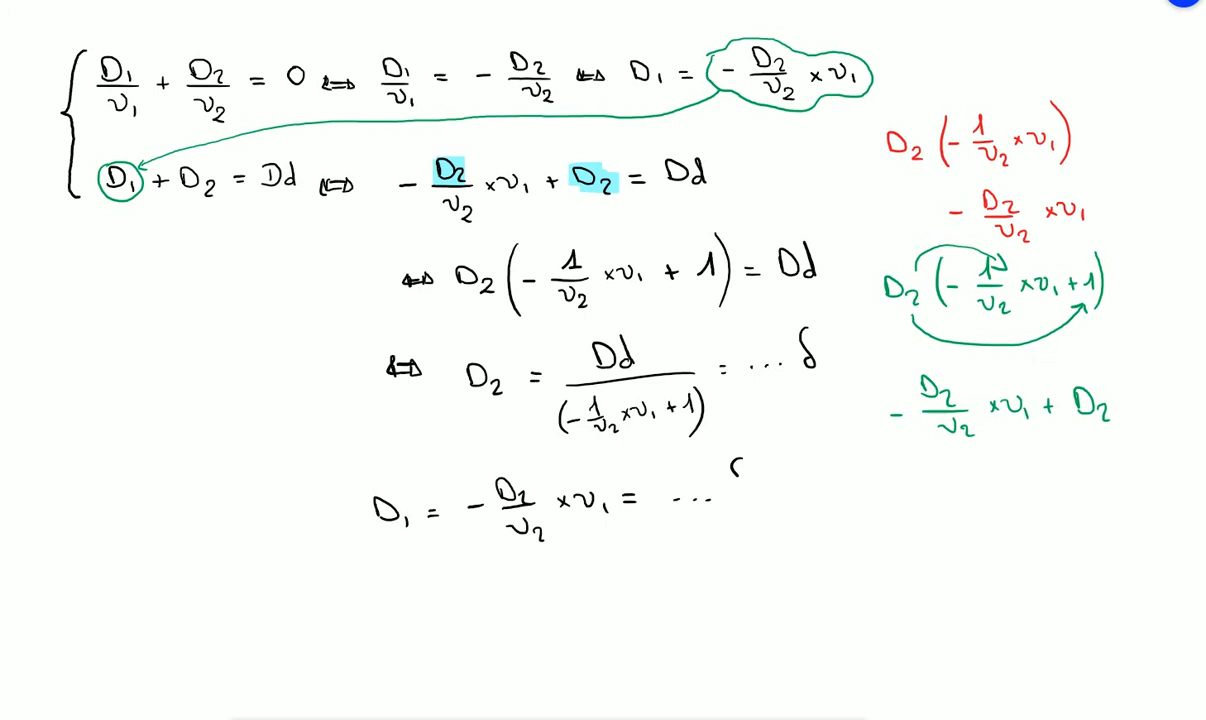 D₁/v₁ + D₂/v₂ = 0 ⇔ D₁/v₁ = - D₂/v₂ ⇔ D₁ = - D₂/v₂ × v₁
D₁ + D₂ = Dd ⇔ - D₂/v₂ × v₁ + D₂ = Dd
⇔ D₂ (- 1/v₂ × v₁ + 1) = Dd
⇔ D₂ = Dd / (- 1/v₂ × v₁ + 1) = ... δ
D₁ = - D₂/v₂ × v₁ = ...
D₂ (- 1/v₂ × v₁)
- D₂/v₂ × v₁
D₂ (- 1/v₂ × v₁ + 1)
- D₂/v₂ × v₁ + D₂